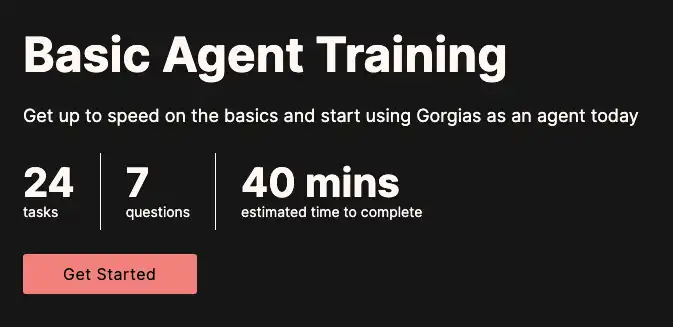 Basic Agent Training
Get up to speed on the basics and start using Gorgias as an agent today
24
tasks
7
questions
40 mins
estimated time to complete
Get Started